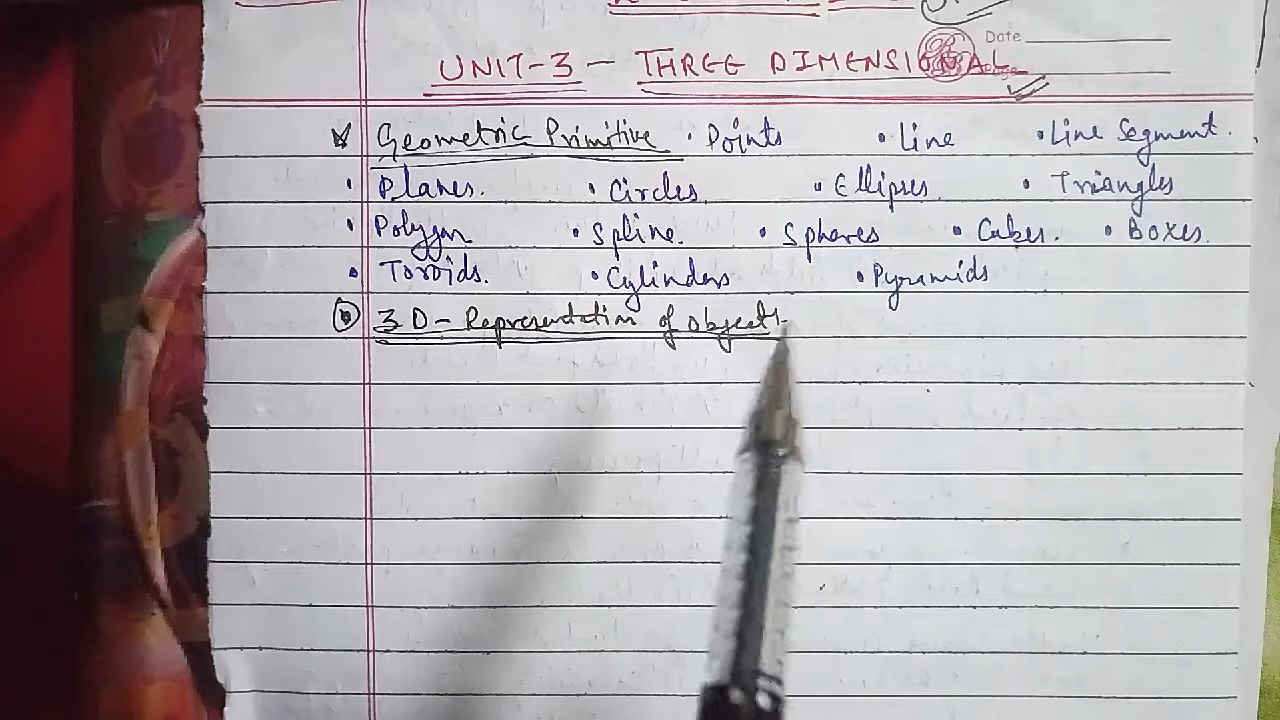 Date
UNIT-3 - THREE DIMENSIONAL
Geometric Primitive • Points • Line • Line Segment.
• Planes. • Circles • Ellipses • Triangles
• Polygon • Spline. • Spheres • Cubes. • Boxes.
• Toroids. • Cylinders • Pyramids
3D-Representation of objects-